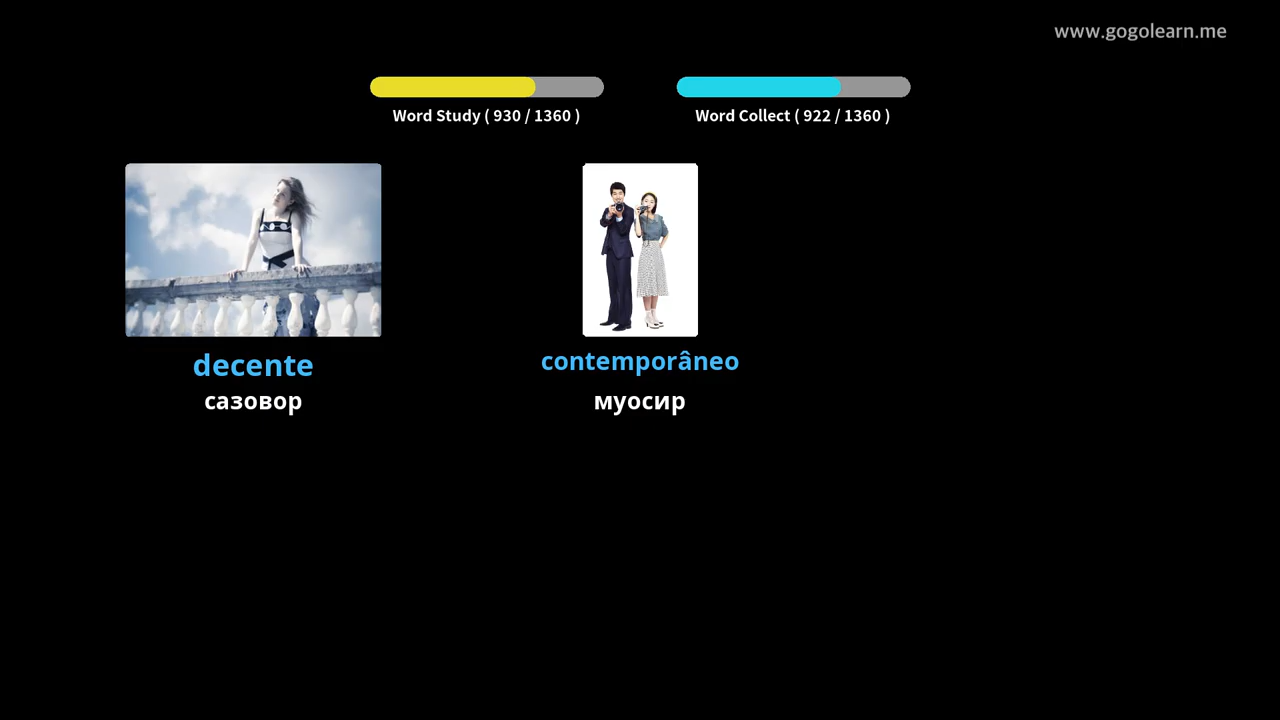 www.gogolearn.me
Word Study ( 930 / 1360 )
Word Collect ( 922 / 1360 )
decente
сазовор
contemporâneo
муосир